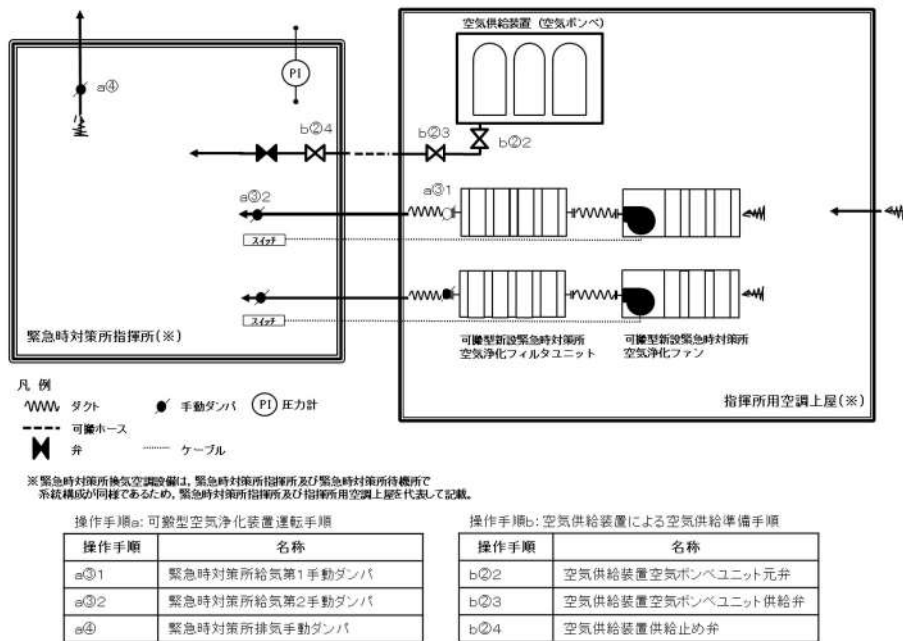 空気供給装置 (空気ボンベ)
PI
a④
b②4
b②3
b②2
a③1
a③2
スイッチ
スイッチ
緊急時対策所指揮所(※)
可搬型新設緊急時対策所
空気浄化フィルタユニット
可搬型新設緊急時対策所
空気浄化ファン
指揮所用空調上屋(※)
凡 例
ダクト
手動ダンパ
PI 圧力計
可搬ホース
弁
ケーブル
※緊急時対策所換気空調設備は、緊急時対策所指揮所及び緊急時対策所待機所で
系統構成が同様であるため、緊急時対策所指揮所及び指揮所用空調上屋を代表して記載。
操作手順a:可搬型空気浄化装置運転手順
操作手順 名称
a③1 緊急時対策所給気第1手動ダンパ
a③2 緊急時対策所給気第2手動ダンパ
a④ 緊急時対策所排気手動ダンパ
操作手順b:空気供給装置による空気供給準備手順
操作手順 名称
b②2 空気供給装置空気ボンベユニット元弁
b②3 空気供給装置空気ボンベユニット供給弁
b②4 空気供給装置供給止め弁